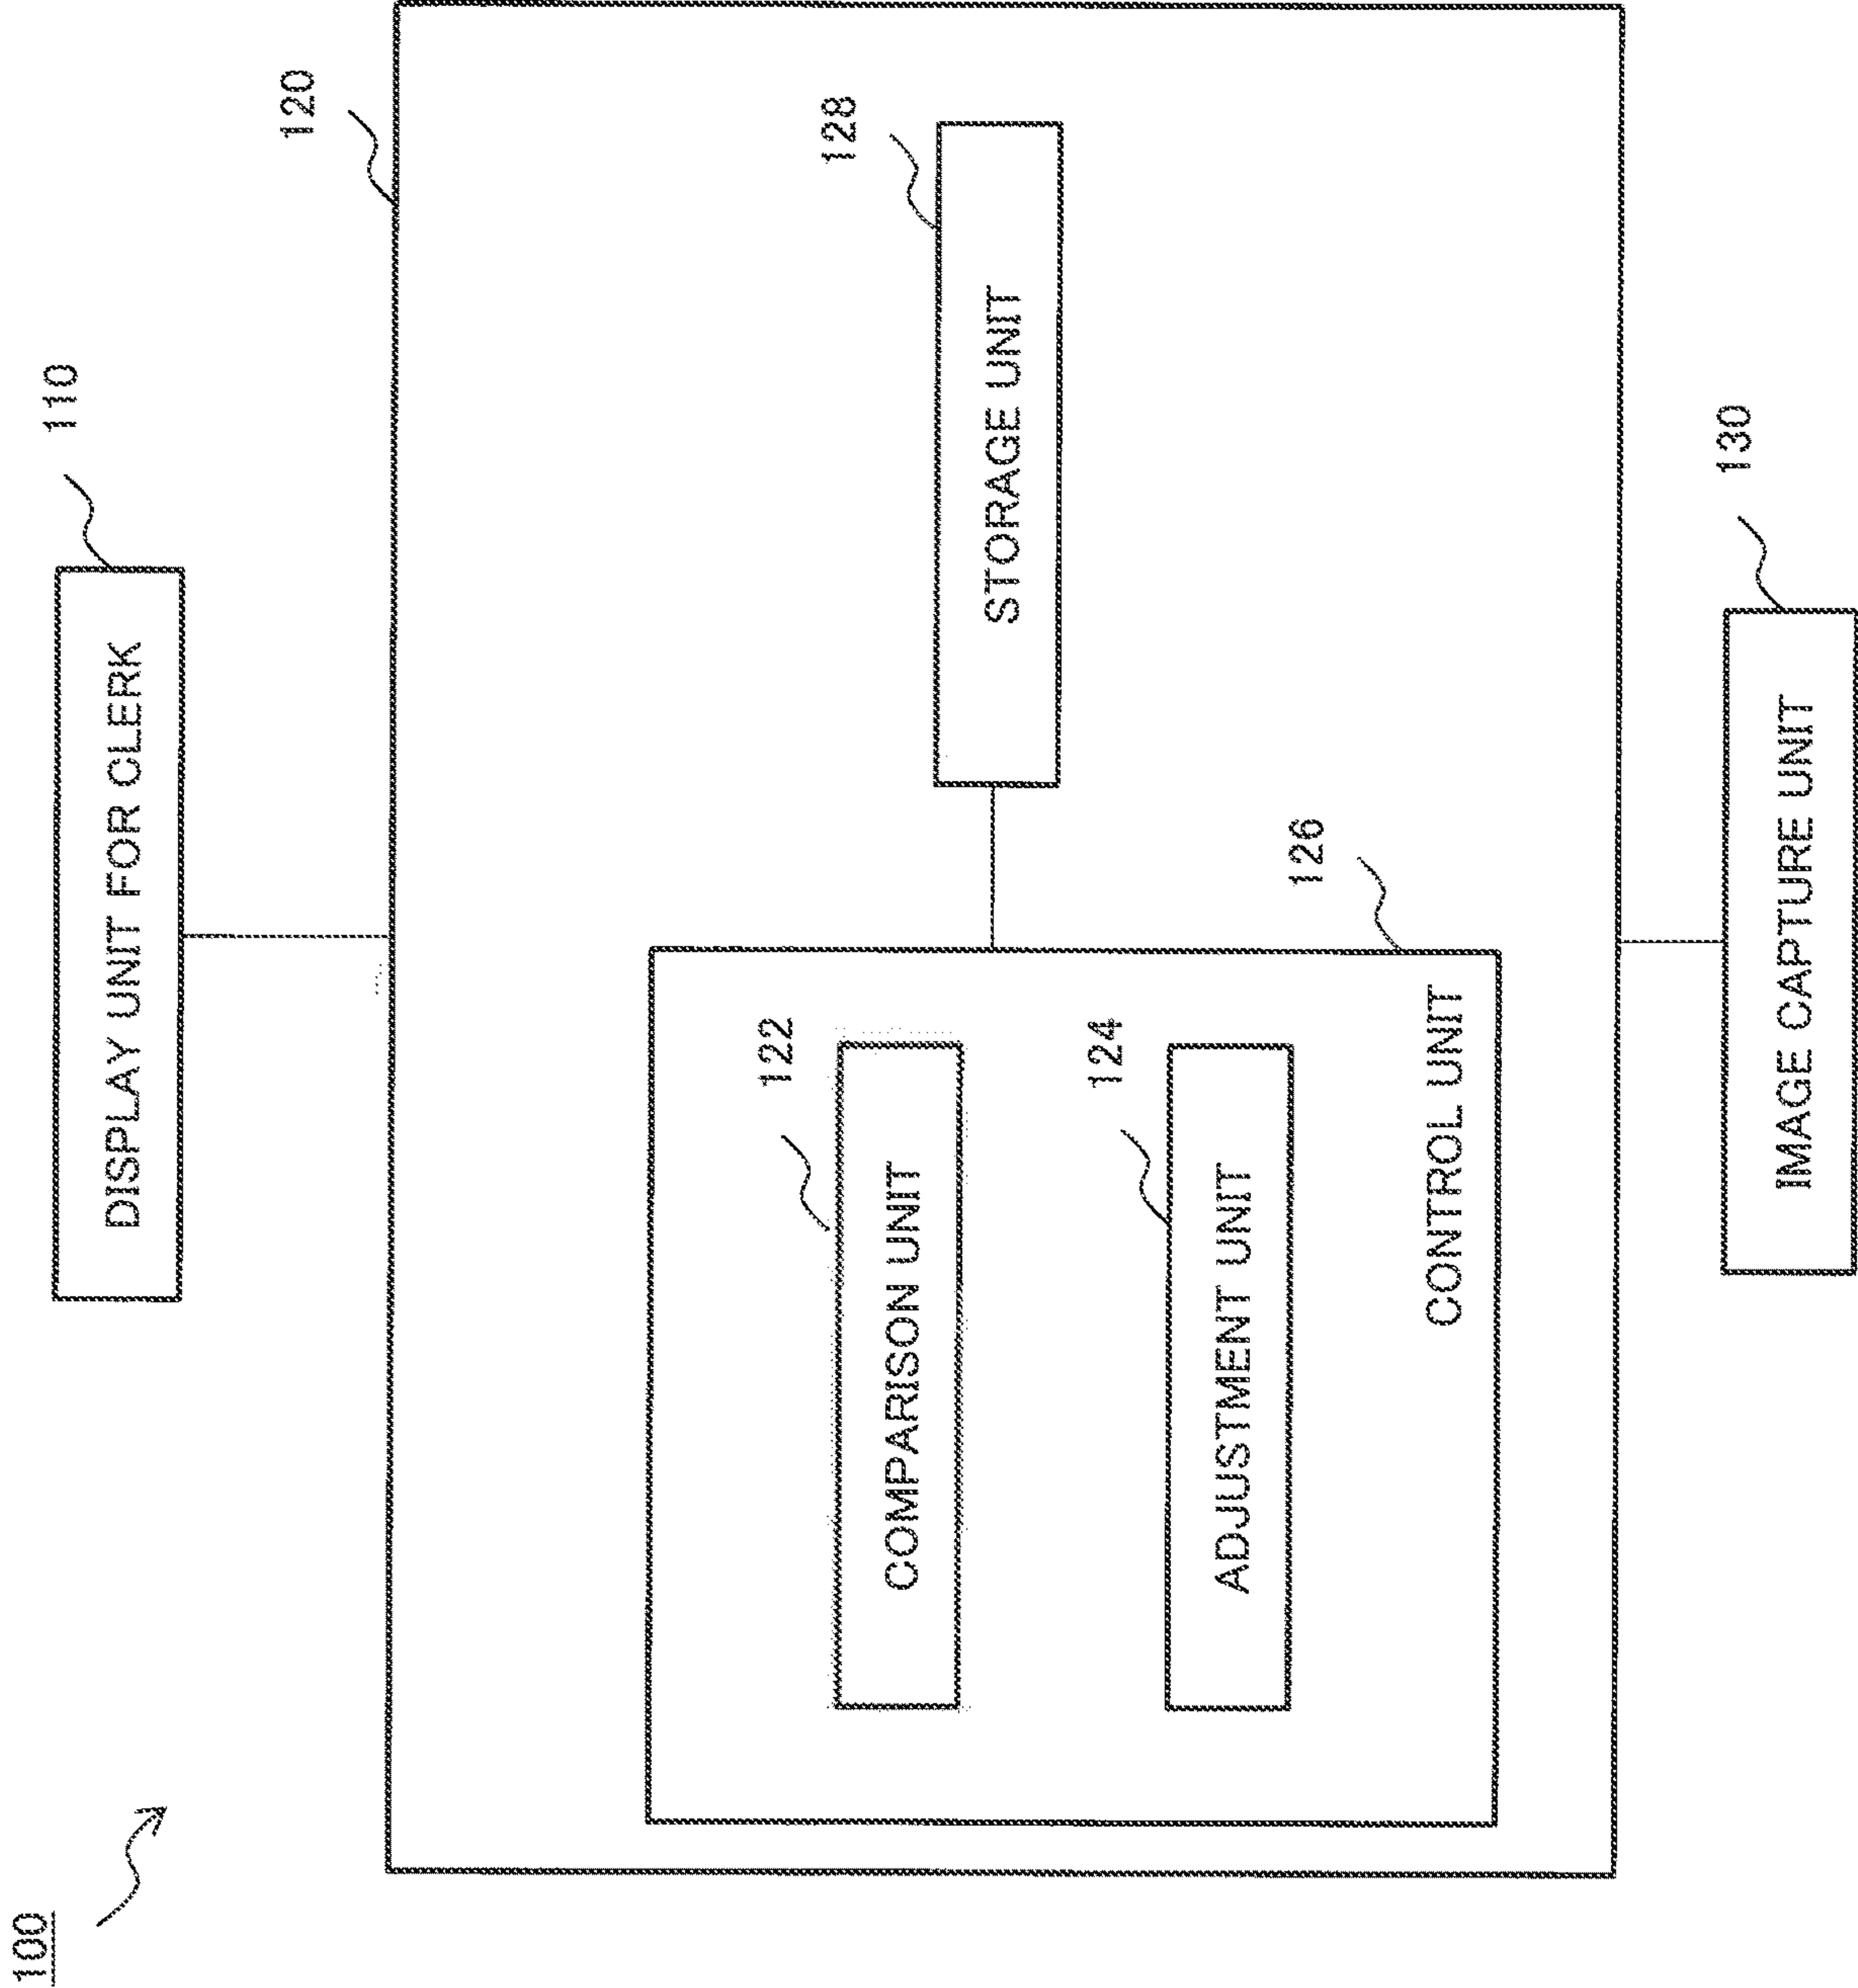 100
110
DISPLAY UNIT FOR CLERK
120
122
COMPARISON UNIT
128
STORAGE UNIT
124
ADJUSTMENT UNIT
126
CONTROL UNIT
130
IMAGE CAPTURE UNIT